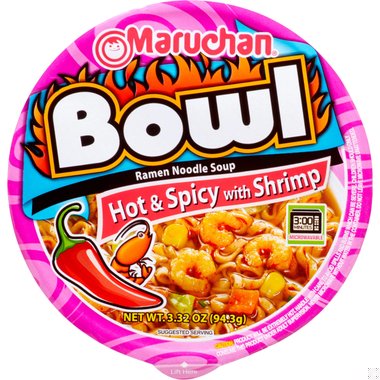 Maruchan®
Bowl
Ramen Noodle Soup
Hot & Spicy with Shrimp
3:00
MINUTES
MICROWAVEABLE
NET WT. 3.32 OZ (94.3g)
SUGGESTED SERVING
Lift Here